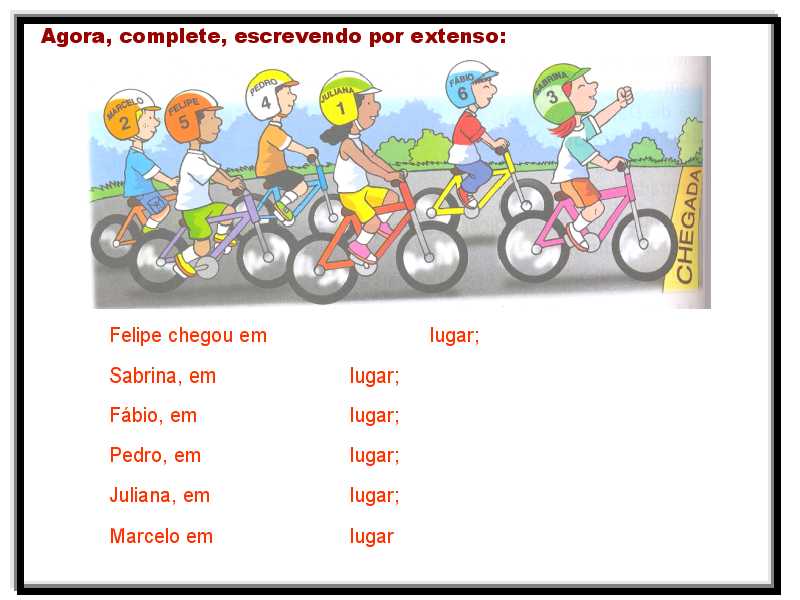 Agora, complete, escrevendo por extenso:
MARCELO
2
FELIPE
5
PEDRO
4
JULIANA
1
FÁBIO
6
SABRINA
3
CHEGADA
Felipe chegou em lugar;
Sabrina, em lugar;
Fábio, em lugar;
Pedro, em lugar;
Juliana, em lugar;
Marcelo em lugar